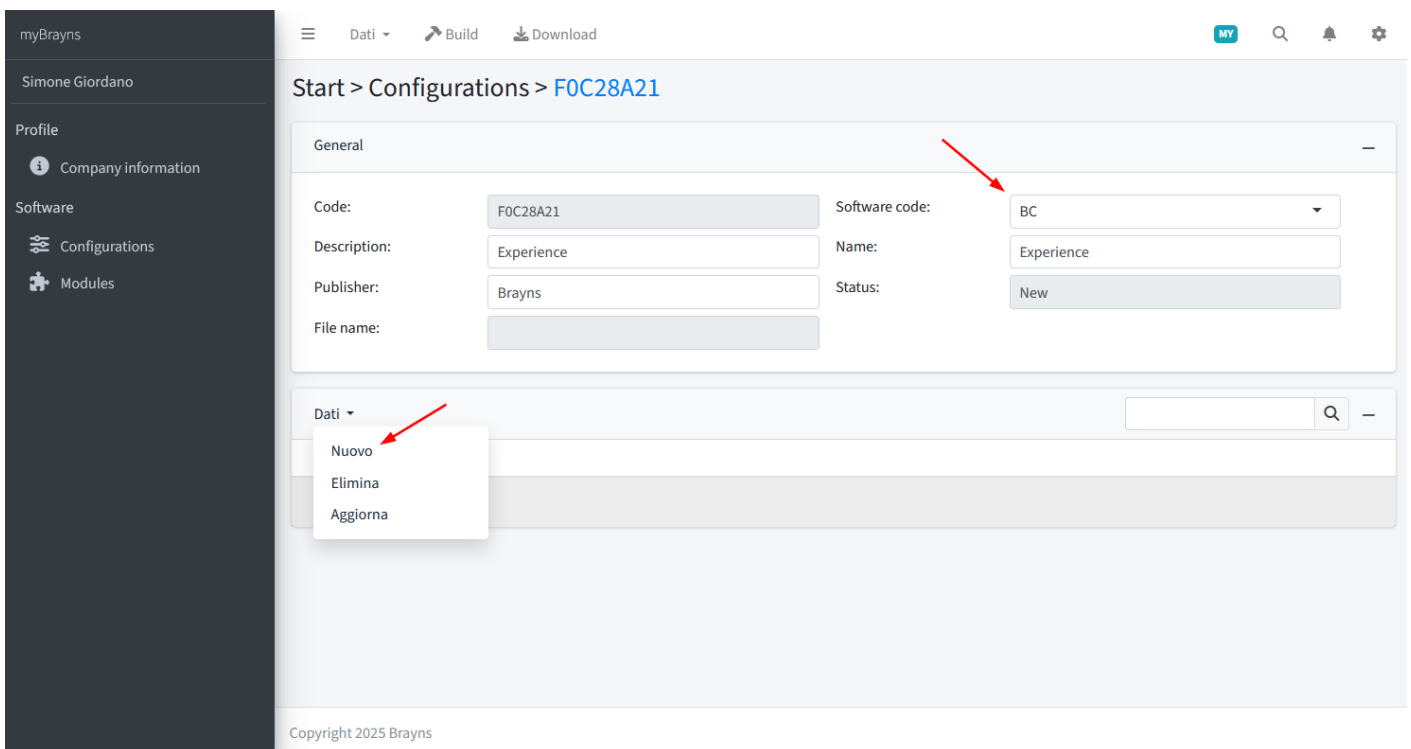 myBrayns
Dati
Build
Download
MY
Simone Giordano
Start > Configurations > F0C28A21
Profile
Company information
Software
Configurations
Modules
General
Code:
F0C28A21
Software code:
BC
Description:
Experience
Name:
Experience
Publisher:
Brayns
Status:
New
File name:
Dati
Nuovo
Elimina
Aggiorna
Copyright 2025 Brayns